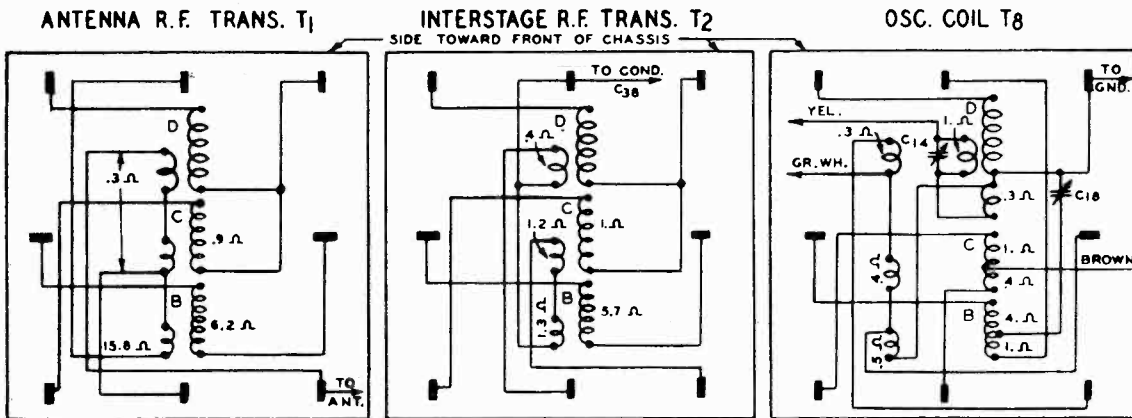 ANTENNA R.F. TRANS. T1
INTERSTAGE R.F. TRANS. T2
OSC. COIL T8
SIDE TOWARD FRONT OF CHASSIS
D
.3 Ω
C
.9 Ω
B
6.2 Ω
15.8 Ω
TO
ANT.
TO COND.
C38
D
.4 Ω
C
1.2 Ω
1. Ω
B
1.3 Ω
5.7 Ω
TO
GND.
YEL.
D
.3 Ω
C14
1. Ω
GR.WH.
.3 Ω
C18
C
1. Ω
BROWN
.4 Ω
.4 Ω
B
4. Ω
.5 Ω
1. Ω